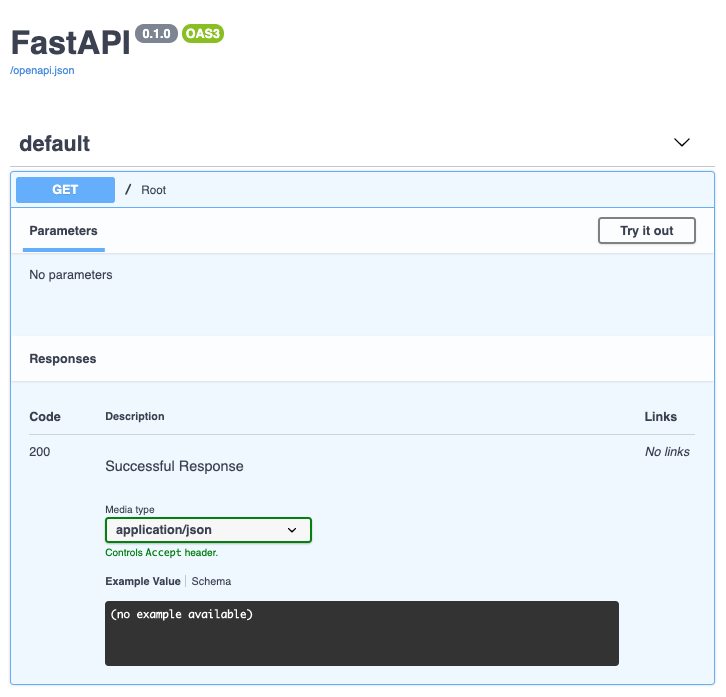 FastAPI 0.1.0 OAS3
/openapi.json
default
GET / Root
Parameters Try it out
No parameters
Responses
Code Description Links
200 No links
Successful Response
Media type
application/json
Controls Accept header.
Example Value Schema
(no example available)